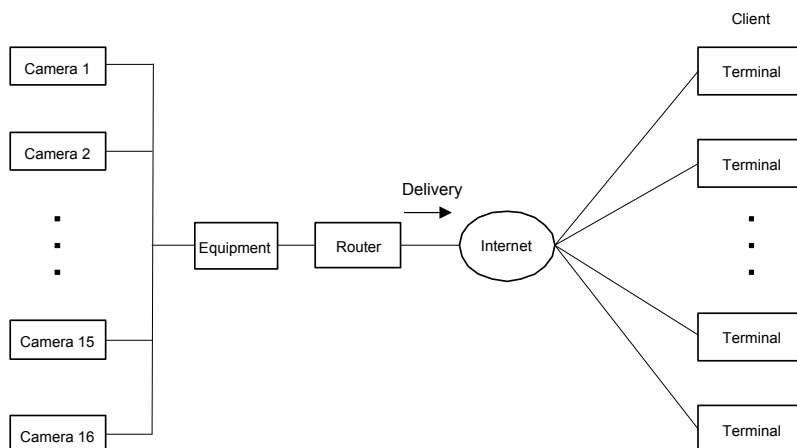 Client
Camera 1
Terminal
Camera 2
Terminal
Delivery
Equipment
Router
Internet
Camera 15
Terminal
Camera 16
Terminal